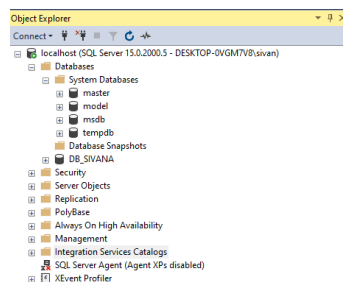 Object Explorer
Connect
localhost (SQL Server 15.0.2000.5 - DESKTOP-0VGM7V8\sivan)
Databases
System Databases
master
model
msdb
tempdb
Database Snapshots
DB_SIVANA
Security
Server Objects
Replication
PolyBase
Always On High Availability
Management
Integration Services Catalogs
SQL Server Agent (Agent XPs disabled)
XEvent Profiler